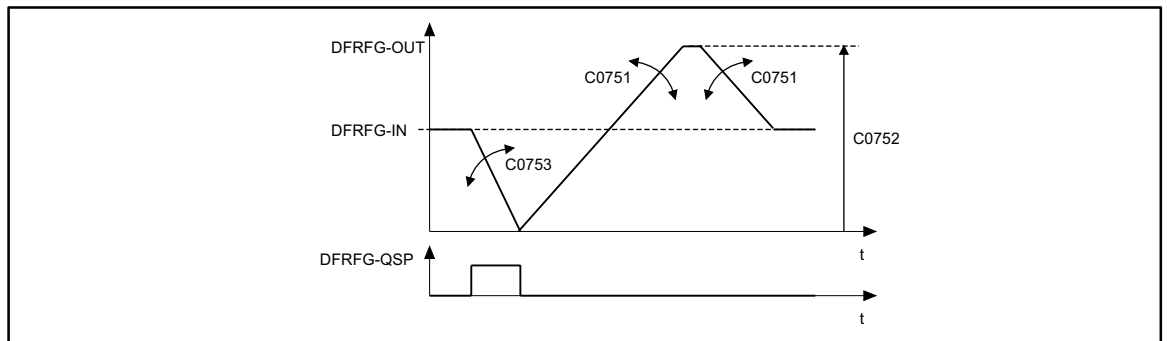 DFRFG-OUT
C0751
C0751
DFRFG-IN
C0752
C0753
t
DFRFG-QSP
t